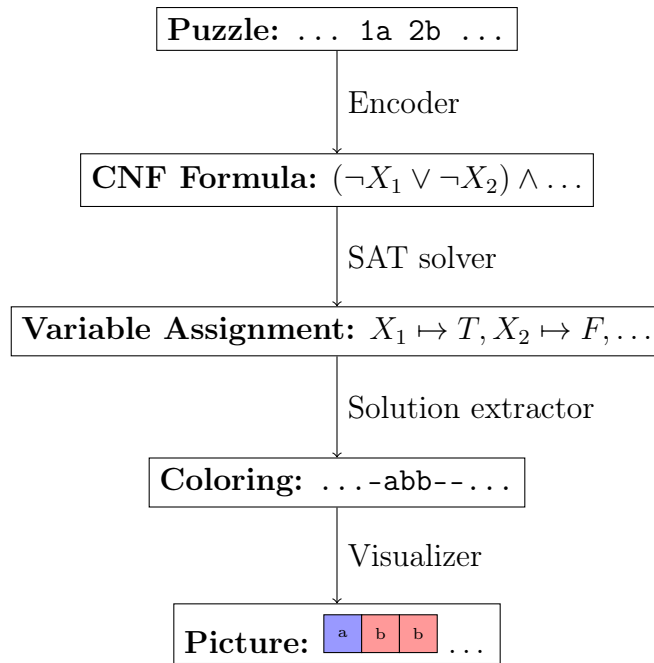 Puzzle: ... 1a 2b ...
Encoder
CNF Formula: (¬X₁ ∨ ¬X₂) ∧ ...
SAT solver
Variable Assignment: X₁ ↦ T, X₂ ↦ F, ...
Solution extractor
Coloring: ...-abb--...
Visualizer
Picture: a b b ...